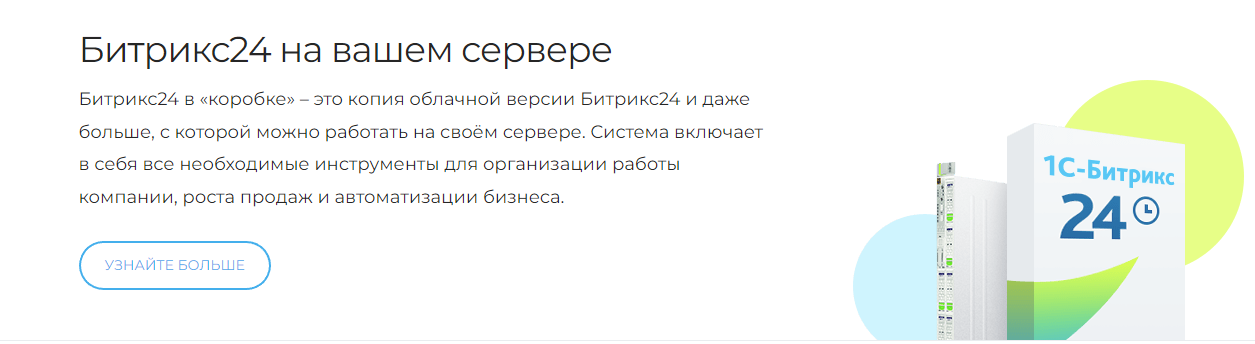 Битрикс24 на вашем сервере
Битрикс24 в «коробке» – это копия облачной версии Битрикс24 и даже
больше, с которой можно работать на своём сервере. Система включает
в себя все необходимые инструменты для организации работы
компании, роста продаж и автоматизации бизнеса.
УЗНАЙТЕ БОЛЬШЕ
1С-Битрикс
24